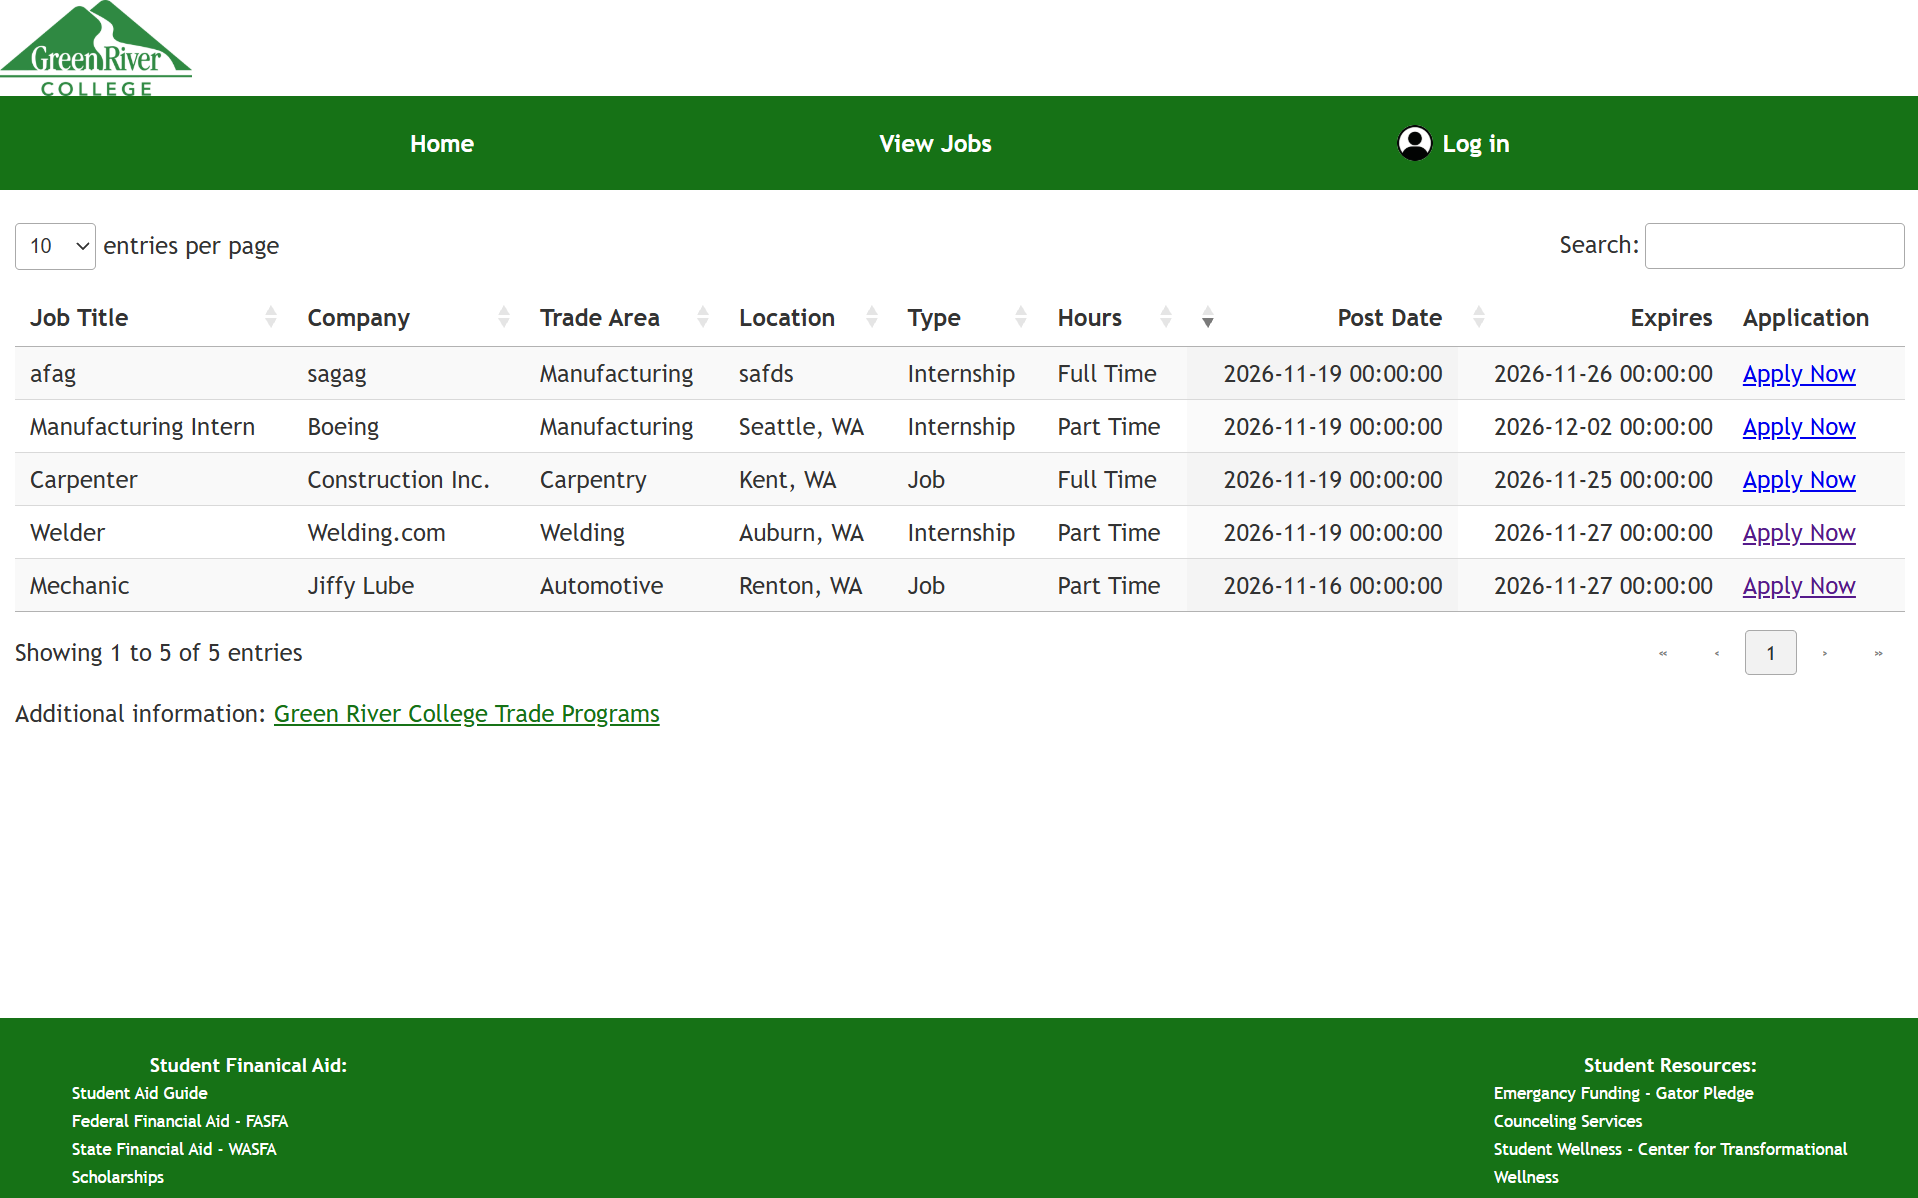 Green River
COLLEGE
Home View Jobs Log in
10 entries per page Search:
Job Title Company Trade Area Location Type Hours Post Date Expires Application
afag sagag Manufacturing safds Internship Full Time 2026-11-19 00:00:00 2026-11-26 00:00:00 Apply Now
Manufacturing Intern Boeing Manufacturing Seattle, WA Internship Part Time 2026-11-19 00:00:00 2026-12-02 00:00:00 Apply Now
Carpenter Construction Inc. Carpentry Kent, WA Job Full Time 2026-11-19 00:00:00 2026-11-25 00:00:00 Apply Now
Welder Welding.com Welding Auburn, WA Internship Part Time 2026-11-19 00:00:00 2026-11-27 00:00:00 Apply Now
Mechanic Jiffy Lube Automotive Renton, WA Job Part Time 2026-11-16 00:00:00 2026-11-27 00:00:00 Apply Now
Showing 1 to 5 of 5 entries « ‹ 1 › »
Additional information: Green River College Trade Programs
Student Finanical Aid:
Student Aid Guide
Federal Financial Aid - FASFA
State Financial Aid - WASFA
Scholarships
Student Resources:
Emergancy Funding - Gator Pledge
Counceling Services
Student Wellness - Center for Transformational
Wellness